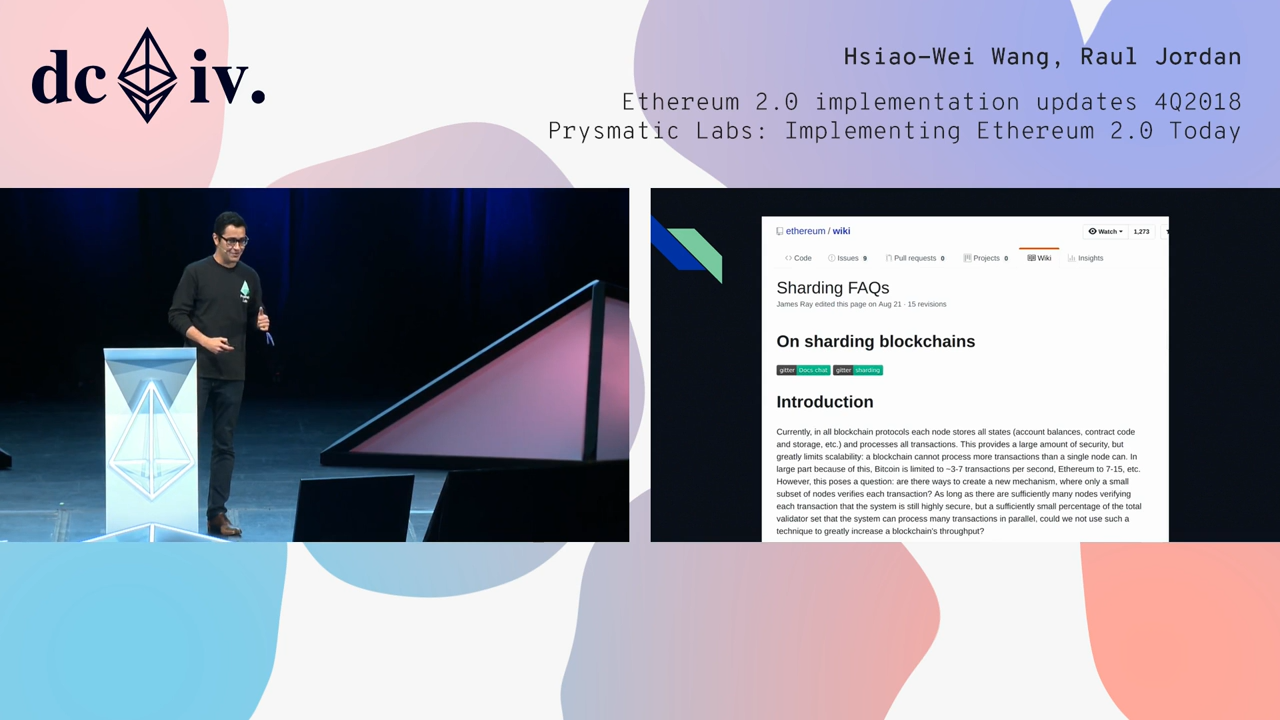 dc iv.
Hsiao-Wei Wang, Raul Jordan
Ethereum 2.0 implementation updates 4Q2018
Prysmatic Labs: Implementing Ethereum 2.0 Today
ethereum / wiki
Watch 1,273
Code Issues 9 Pull requests 0 Projects 0 Wiki Insights
Sharding FAQs
James Ray edited this page on Aug 21 · 15 revisions
On sharding blockchains
gitter Docs chat gitter sharding
Introduction
Currently, in all blockchain protocols each node stores all states (account balances, contract code
and storage, etc.) and processes all transactions. This provides a large amount of security, but
greatly limits scalability: a blockchain cannot process more transactions than a single node can. In
large part because of this, Bitcoin is limited to ~3-7 transactions per second, Ethereum to 7-15, etc.
However, this poses a question: are there ways to create a new mechanism, where only a small
subset of nodes verifies each transaction? As long as there are sufficiently many nodes verifying
each transaction that the system is still highly secure, but a sufficiently small percentage of the total
validator set that the system can process many transactions in parallel, could we not use such a
technique to greatly increase a blockchain's throughput?